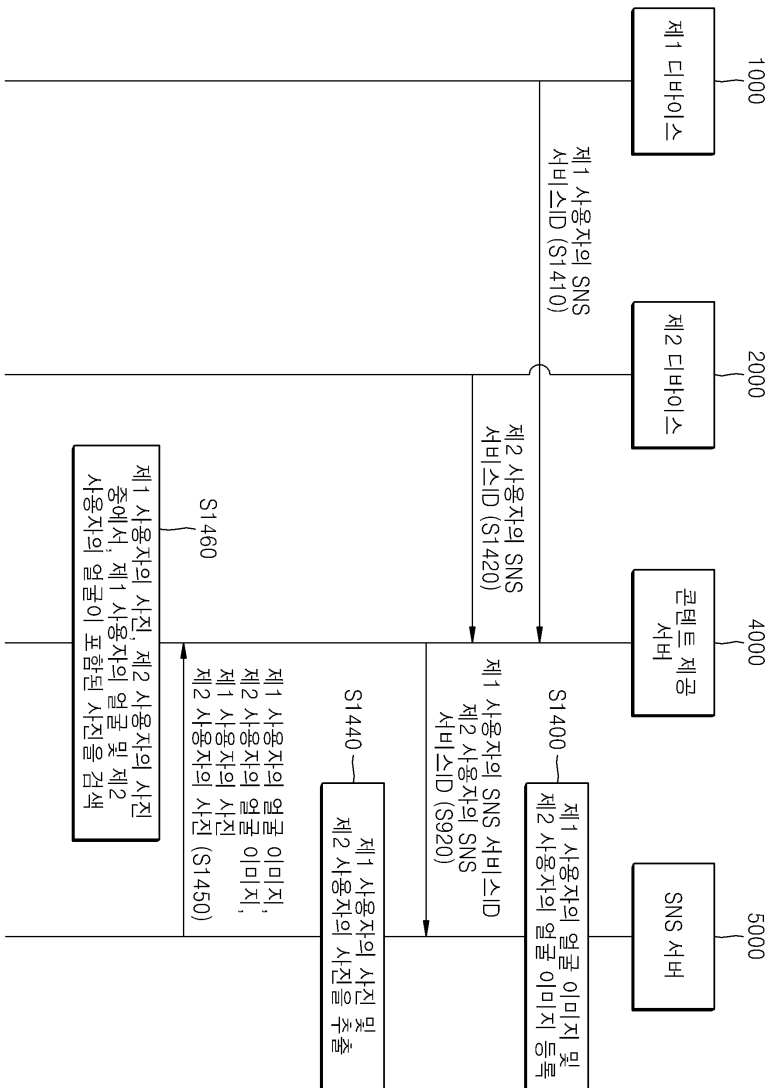 1000
2000
4000
5000
제1 디바이스
제2 디바이스
콘텐트 제공
서버
SNS 서버
S1400
제1 사용자의 얼굴 이미지 및
제2 사용자의 얼굴 이미지 등록
제1 사용자의 SNS
서비스ID (S1410)
제2 사용자의 SNS
서비스ID (S1420)
제1 사용자의 SNS 서비스ID
제2 사용자의 SNS
서비스ID (S920)
S1440
제1 사용자의 사진 및
제2 사용자의 사진을 추출
제1 사용자의 얼굴 이미지,
제2 사용자의 얼굴 이미지,
제1 사용자의 사진
제2 사용자의 사진 (S1450)
S1460
제1 사용자의 사진, 제2 사용자의 사진
중에서, 제1 사용자의 얼굴 및 제2
사용자의 얼굴이 포함된 사진을 검색